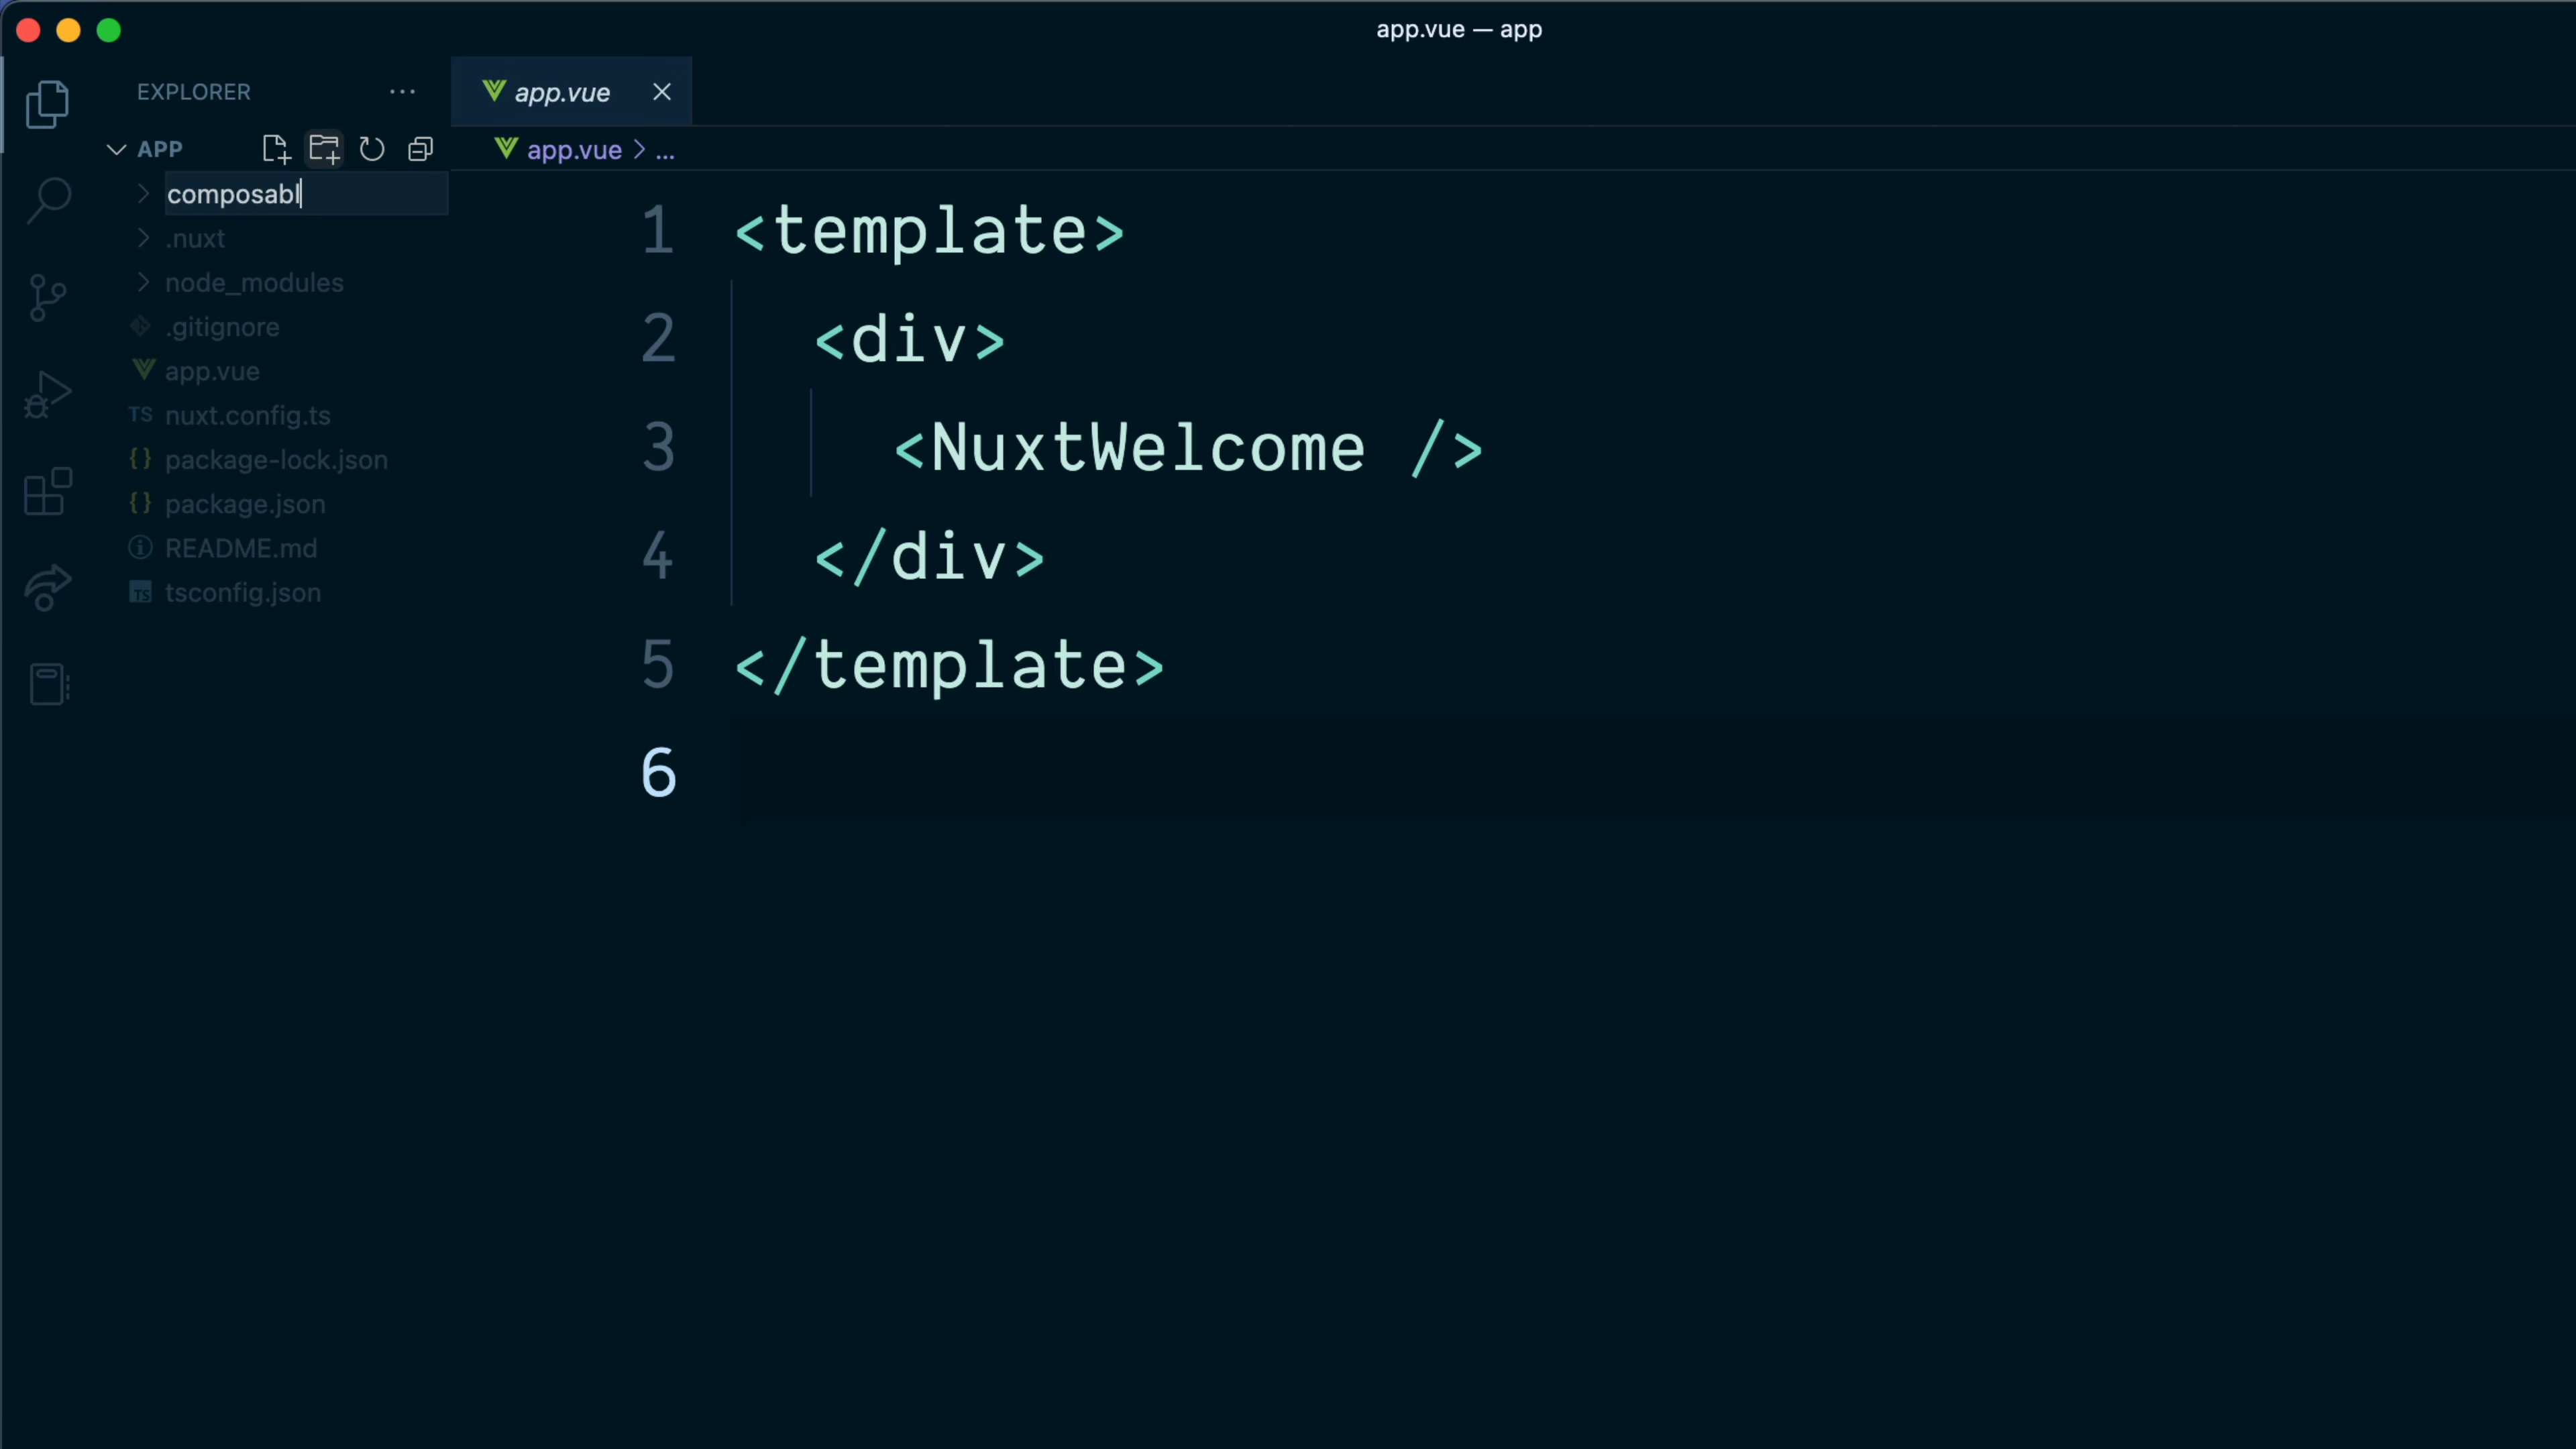 app.vue — app
EXPLORER
app.vue
APP
app.vue > ...
composabl
.nuxt
node_modules
.gitignore
app.vue
TS nuxt.config.ts
{} package-lock.json
{} package.json
README.md
TS tsconfig.json
1 <template>
2 <div>
3 <NuxtWelcome />
4 </div>
5 </template>
6